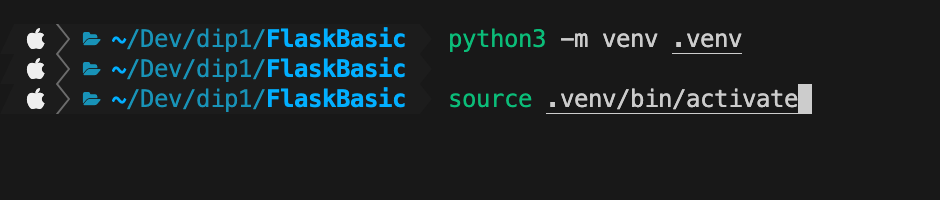 ~/Dev/dip1/FlaskBasic python3 -m venv .venv
~/Dev/dip1/FlaskBasic
~/Dev/dip1/FlaskBasic source .venv/bin/activate